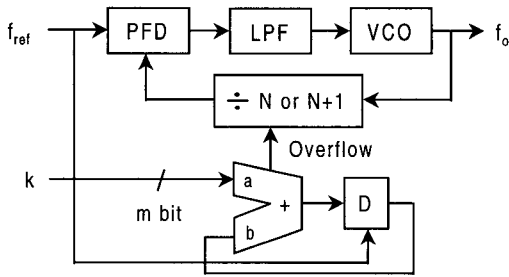 f_ref PFD LPF VCO f_o
÷ N or N+1
Overflow
k a
m bit + D
b